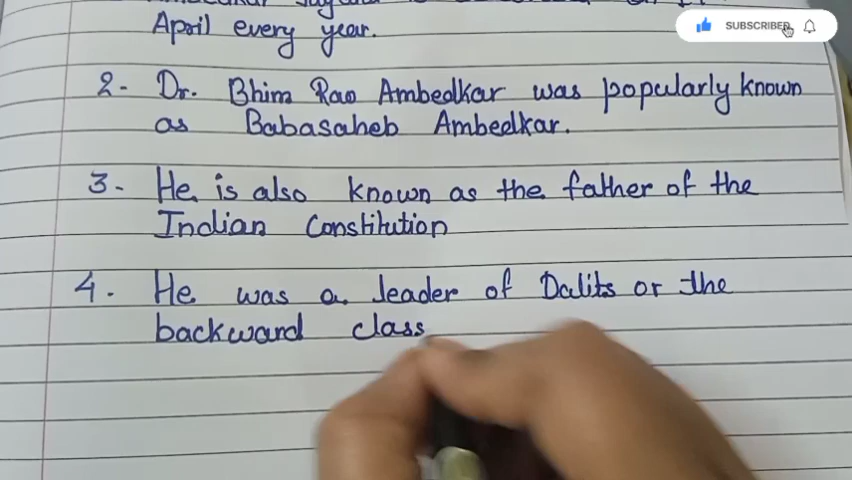 April every year.
SUBSCRIBED
2- Dr. Bhim Rao Ambedkar was popularly known
as Babasaheb Ambedkar.
3- He is also known as the father of the
Indian Constitution
4. He was a leader of Dalits or the
backward class